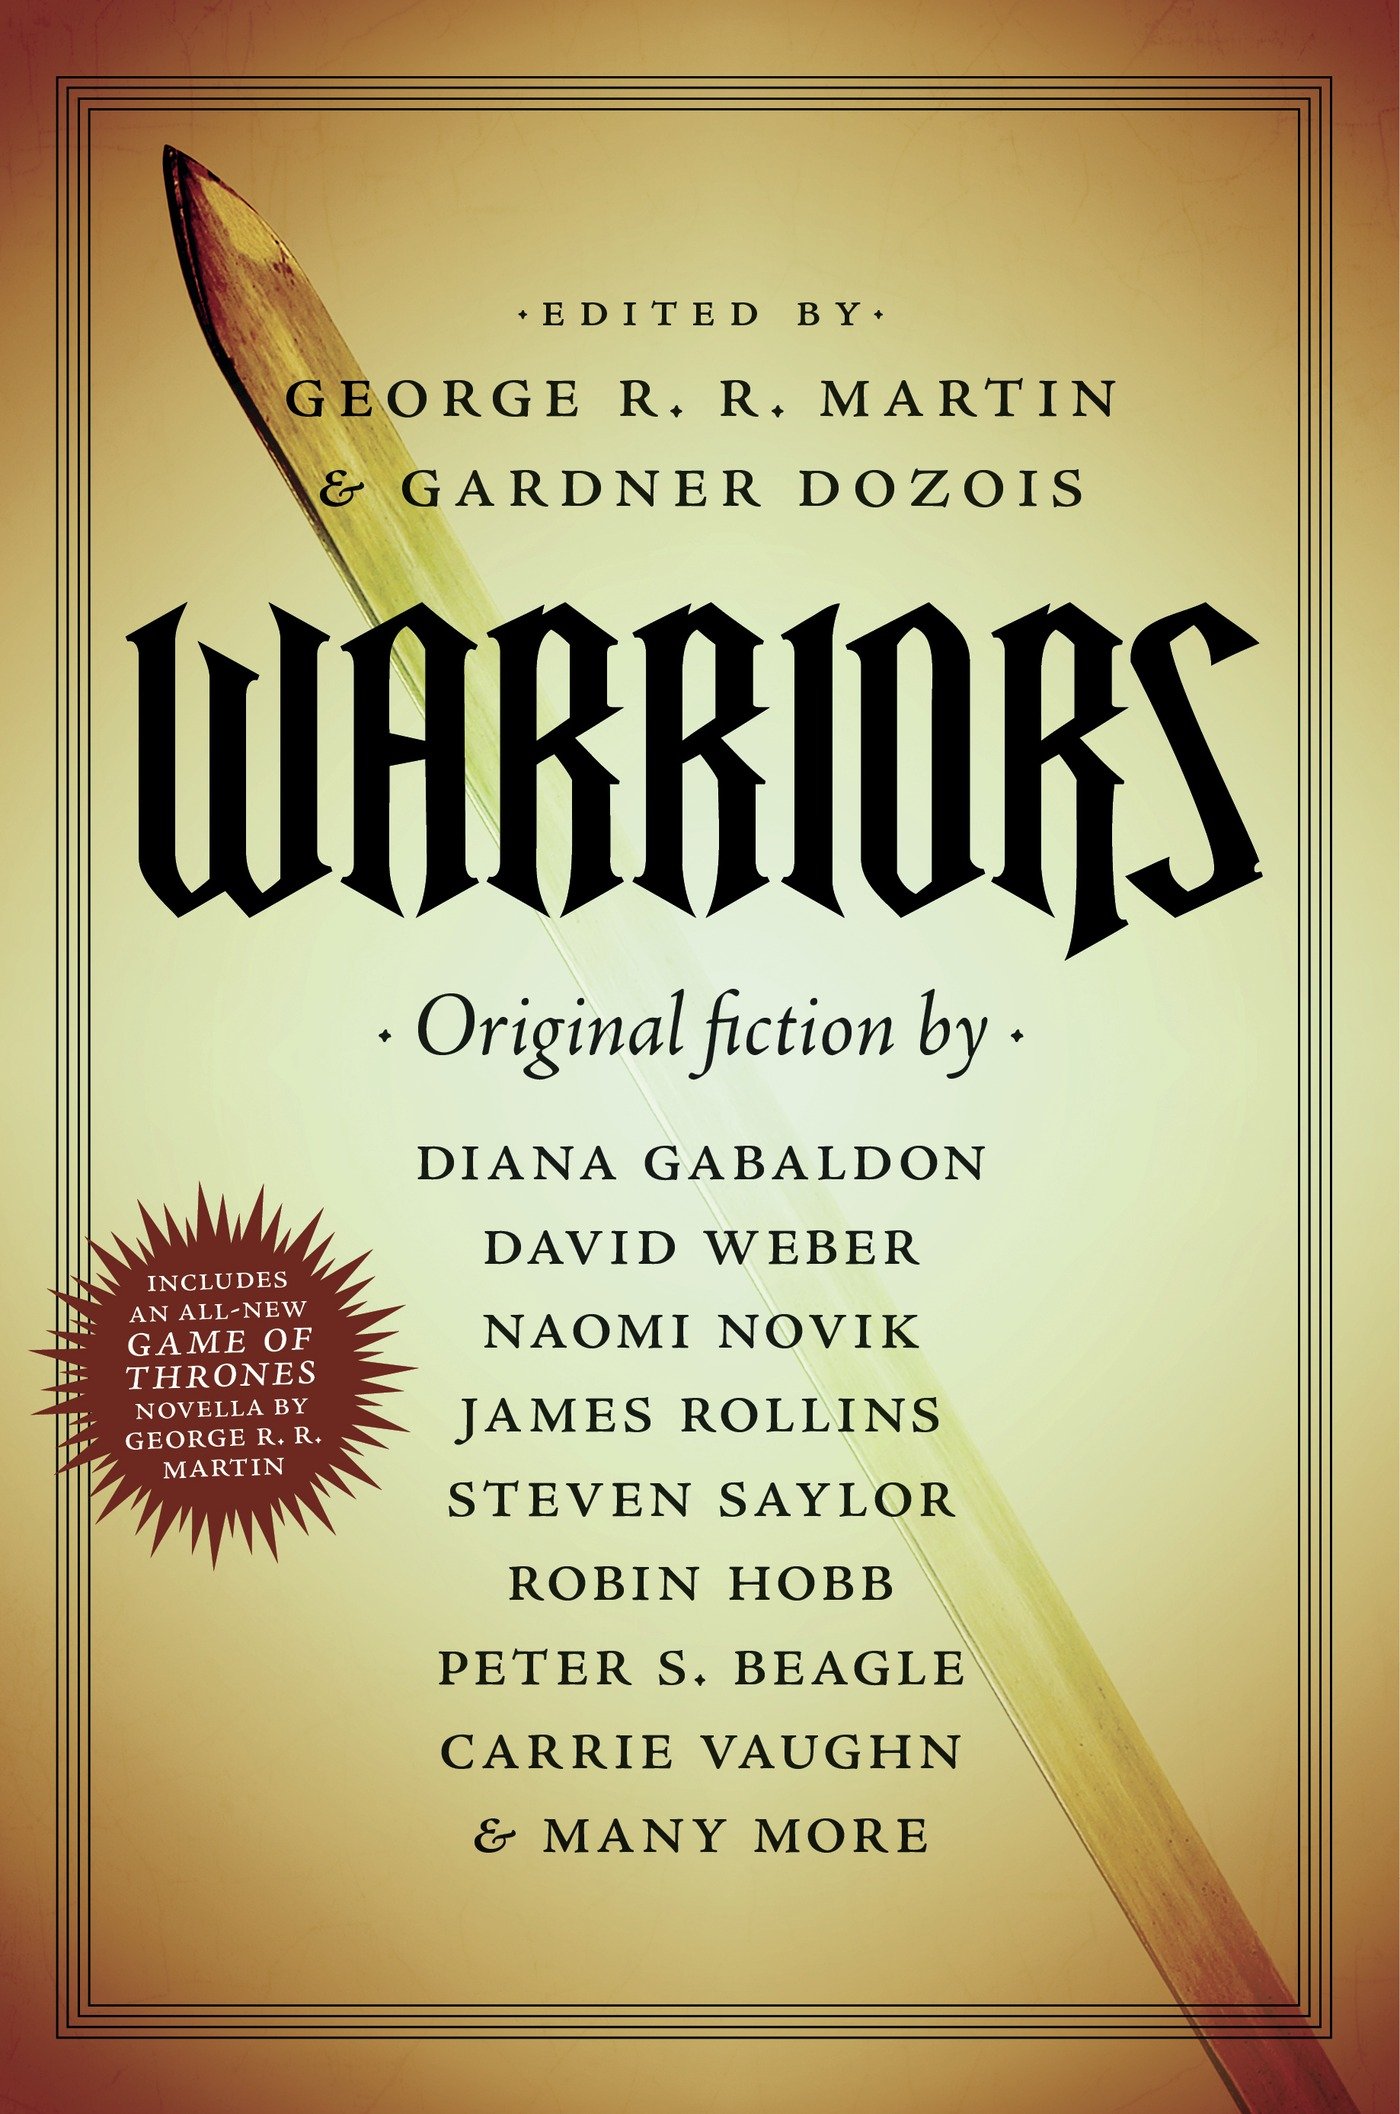 ·EDITED BY·
GEORGE R. R. MARTIN
& GARDNER DOZOIS
WARRIORS
· Original fiction by ·
DIANA GABALDON
DAVID WEBER
NAOMI NOVIK
JAMES ROLLINS
STEVEN SAYLOR
ROBIN HOBB
PETER S. BEAGLE
CARRIE VAUGHN
& MANY MORE
INCLUDES
AN ALL-NEW
GAME OF
THRONES
NOVELLA BY
GEORGE R. R.
MARTIN